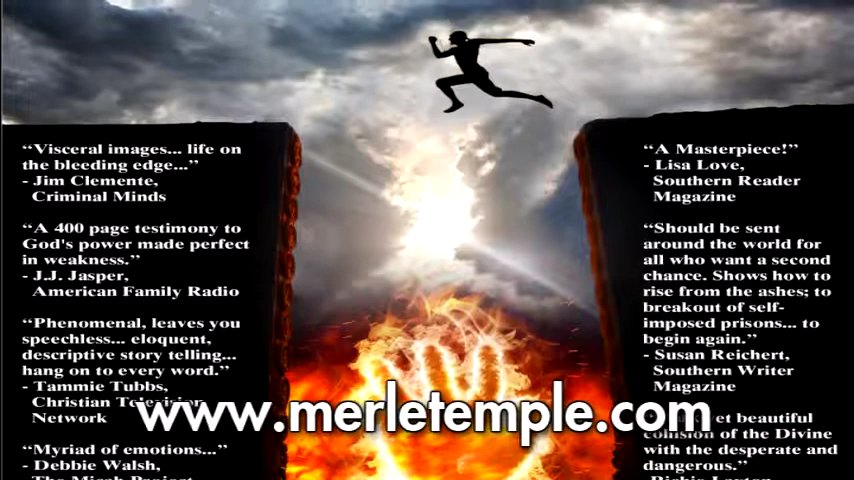 “Visceral images... life on
the bleeding edge...”
- Jim Clemente,
Criminal Minds
“A 400 page testimony to
God's power made perfect
in weakness.”
- J.J. Jasper,
American Family Radio
“Phenomenal, leaves you
speechless... eloquent,
descriptive story telling...
hang on to every word.”
- Tammie Tubbs,
Christian Television
Network
“Myriad of emotions...”
- Debbie Walsh,
The Micah Project
“A Masterpiece!”
- Lisa Love,
Southern Reader
Magazine
“Should be sent
around the world for
all who want a second
chance. Shows how to
rise from the ashes; to
breakout of self-
imposed prisons... to
begin again.”
- Susan Reichert,
Southern Writer
Magazine
yet beautiful
collision of the Divine
with the desperate and
dangerous.”
www.merletemple.com